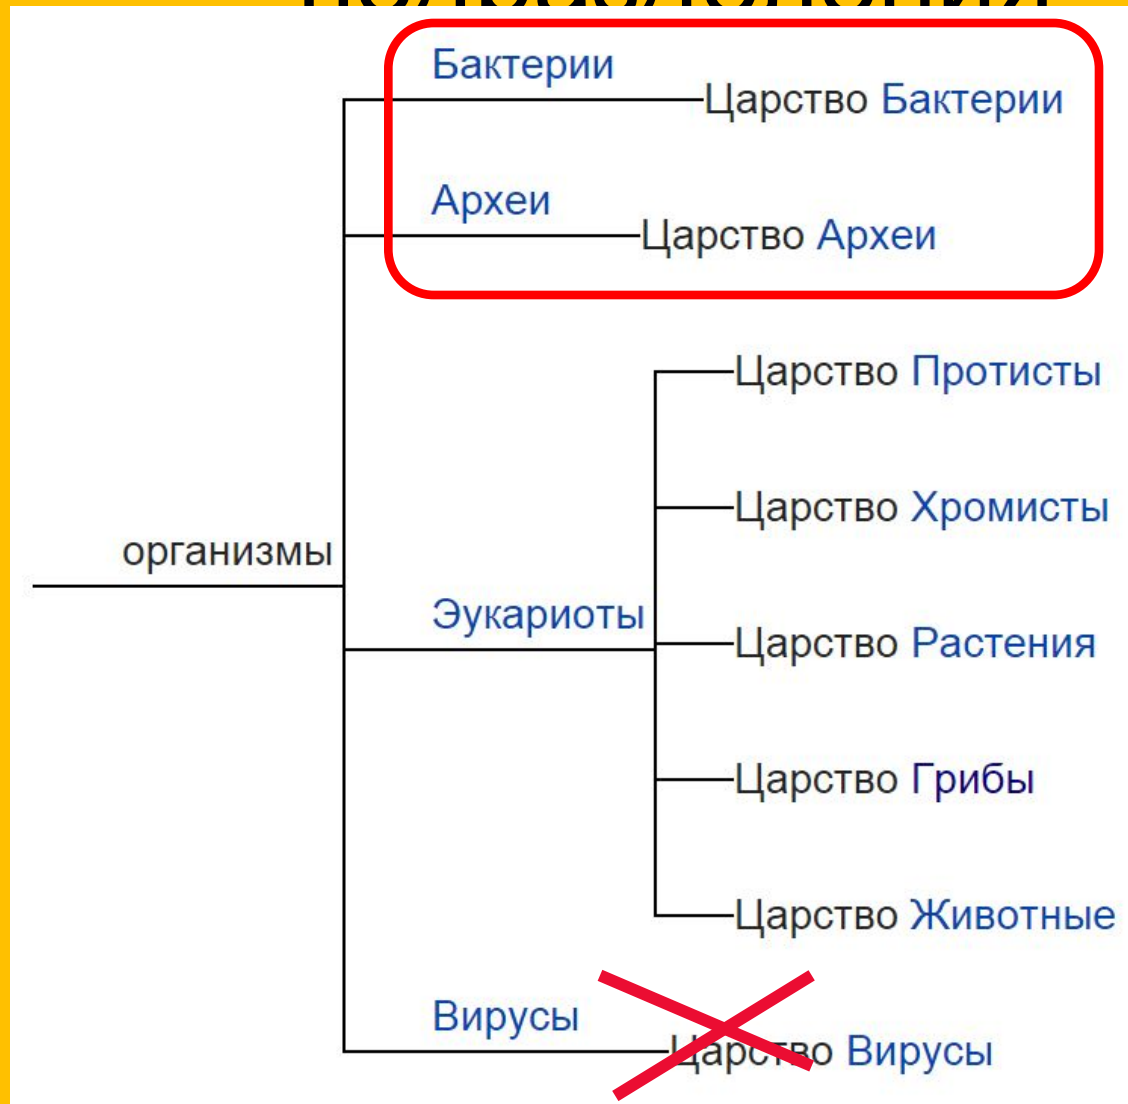 Бактерии
Царство Бактерии
Археи
Царство Археи
Царство Протисты
Царство Хромисты
организмы
Эукариоты
Царство Растения
Царство Грибы
Царство Животные
Вирусы
Царство Вирусы